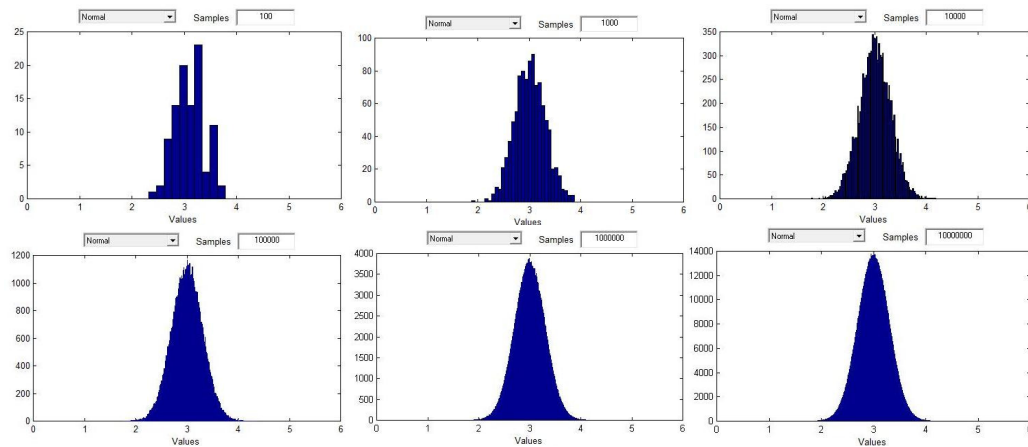 Normal Samples 100
25
20
15
10
5
0
0 1 2 3 4 5 6
Values
Normal Samples 1000
100
80
60
40
20
0
0 1 2 3 4 5 6
Values
Normal Samples 10000
350
300
250
200
150
100
50
0
0 1 2 3 4 5 6
Values
Normal Samples 100000
1200
1000
800
600
400
200
0
0 1 2 3 4 5 6
Values
Normal Samples 1000000
4000
3500
3000
2500
2000
1500
1000
500
0
0 1 2 3 4 5 6
Values
Normal Samples 10000000
14000
12000
10000
8000
6000
4000
2000
0
0 1 2 3 4 5 6
Values